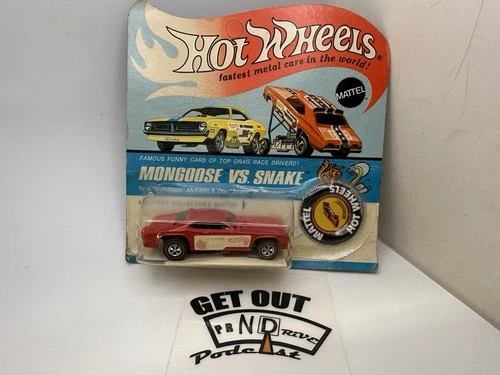 HOT WHEELS®
fastest metal cars in the world!
MATTEL
FAMOUS FUNNY CARS OF TOP DRAG RACE DRIVERS!
MONGOOSE VS. SNAKE
HOT WHEELS
MATTEL
GET OUT
PRNDRIVE
Podcast